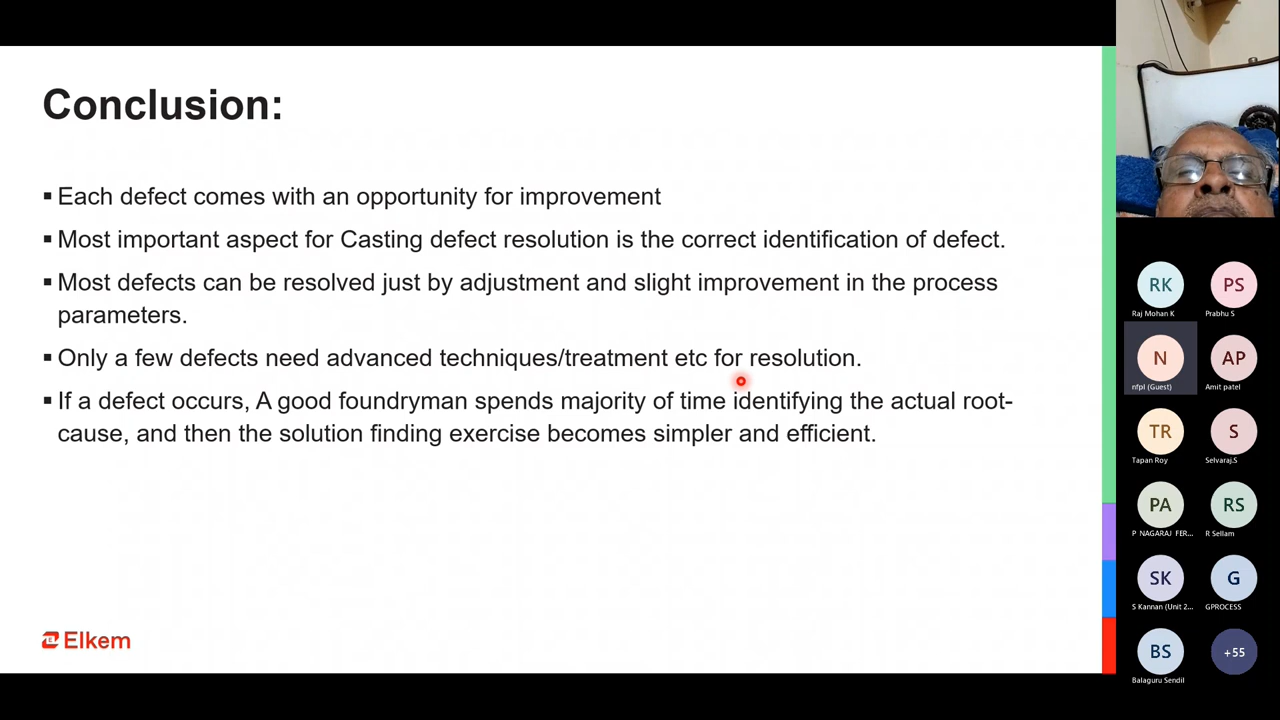 Conclusion:
▪ Each defect comes with an opportunity for improvement
▪ Most important aspect for Casting defect resolution is the correct identification of defect.
▪ Most defects can be resolved just by adjustment and slight improvement in the process
parameters.
▪ Only a few defects need advanced techniques/treatment etc for resolution.
▪ If a defect occurs, A good foundryman spends majority of time identifying the actual root-
cause, and then the solution finding exercise becomes simpler and efficient.
Elkem
RK
PS
Raj Mohan K
Prabhu S
N
AP
nfpl (Guest)
Amit patel
TR
S
Tapan Roy
Selvaraj.S
PA
RS
P NAGARAJ FER...
R Sellam
SK
G
S Kannan (Unit 2...
GPROCESS
BS
+55
Balaguru Sendil